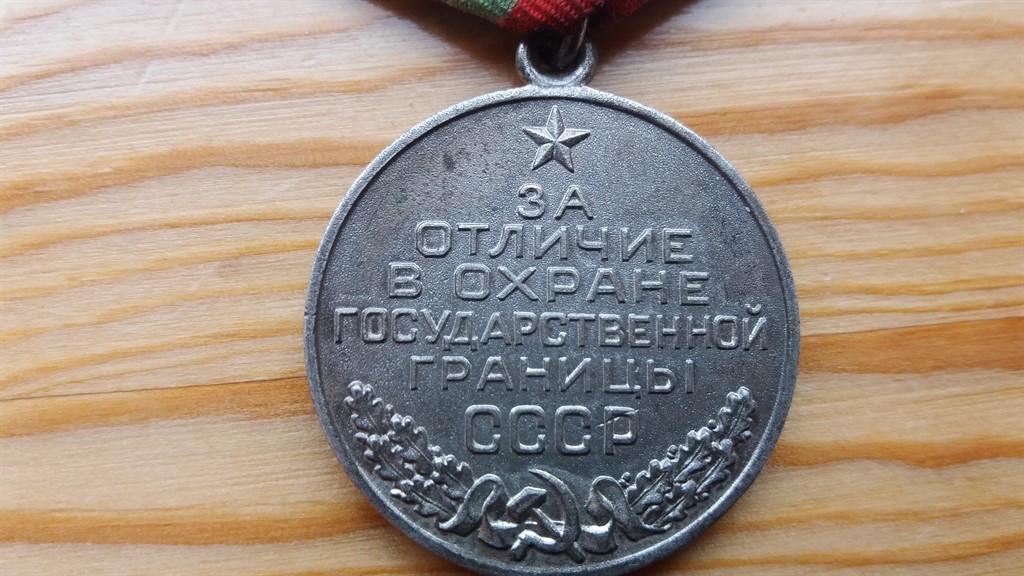 ЗА
ОТЛИЧИЕ
В ОХРАНЕ
ГОСУДАРСТВЕННОЙ
ГРАНИЦЫ
СССР